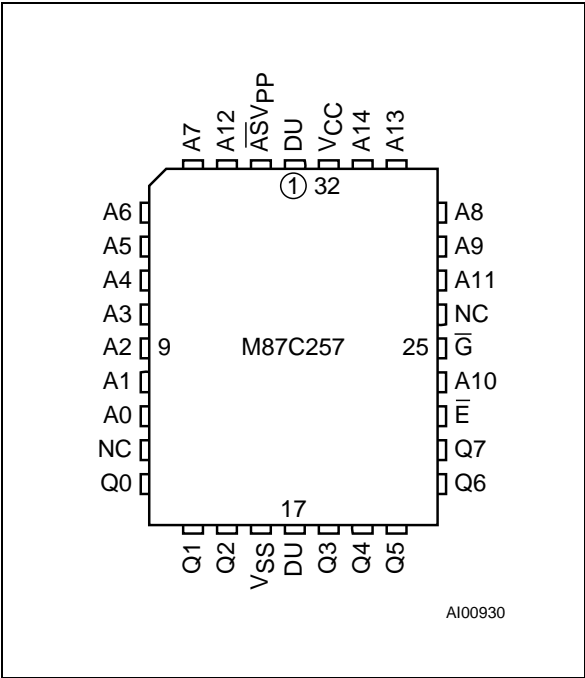 A7
A12
A̅S̅VPP
DU
VCC
A14
A13
1 32
A6
A5
A4
A3
A2
A1
A0
NC
Q0
9
M87C257
25
A8
A9
A11
NC
G̅
A10
E̅
Q7
Q6
17
Q1
Q2
VSS
DU
Q3
Q4
Q5
AI00930